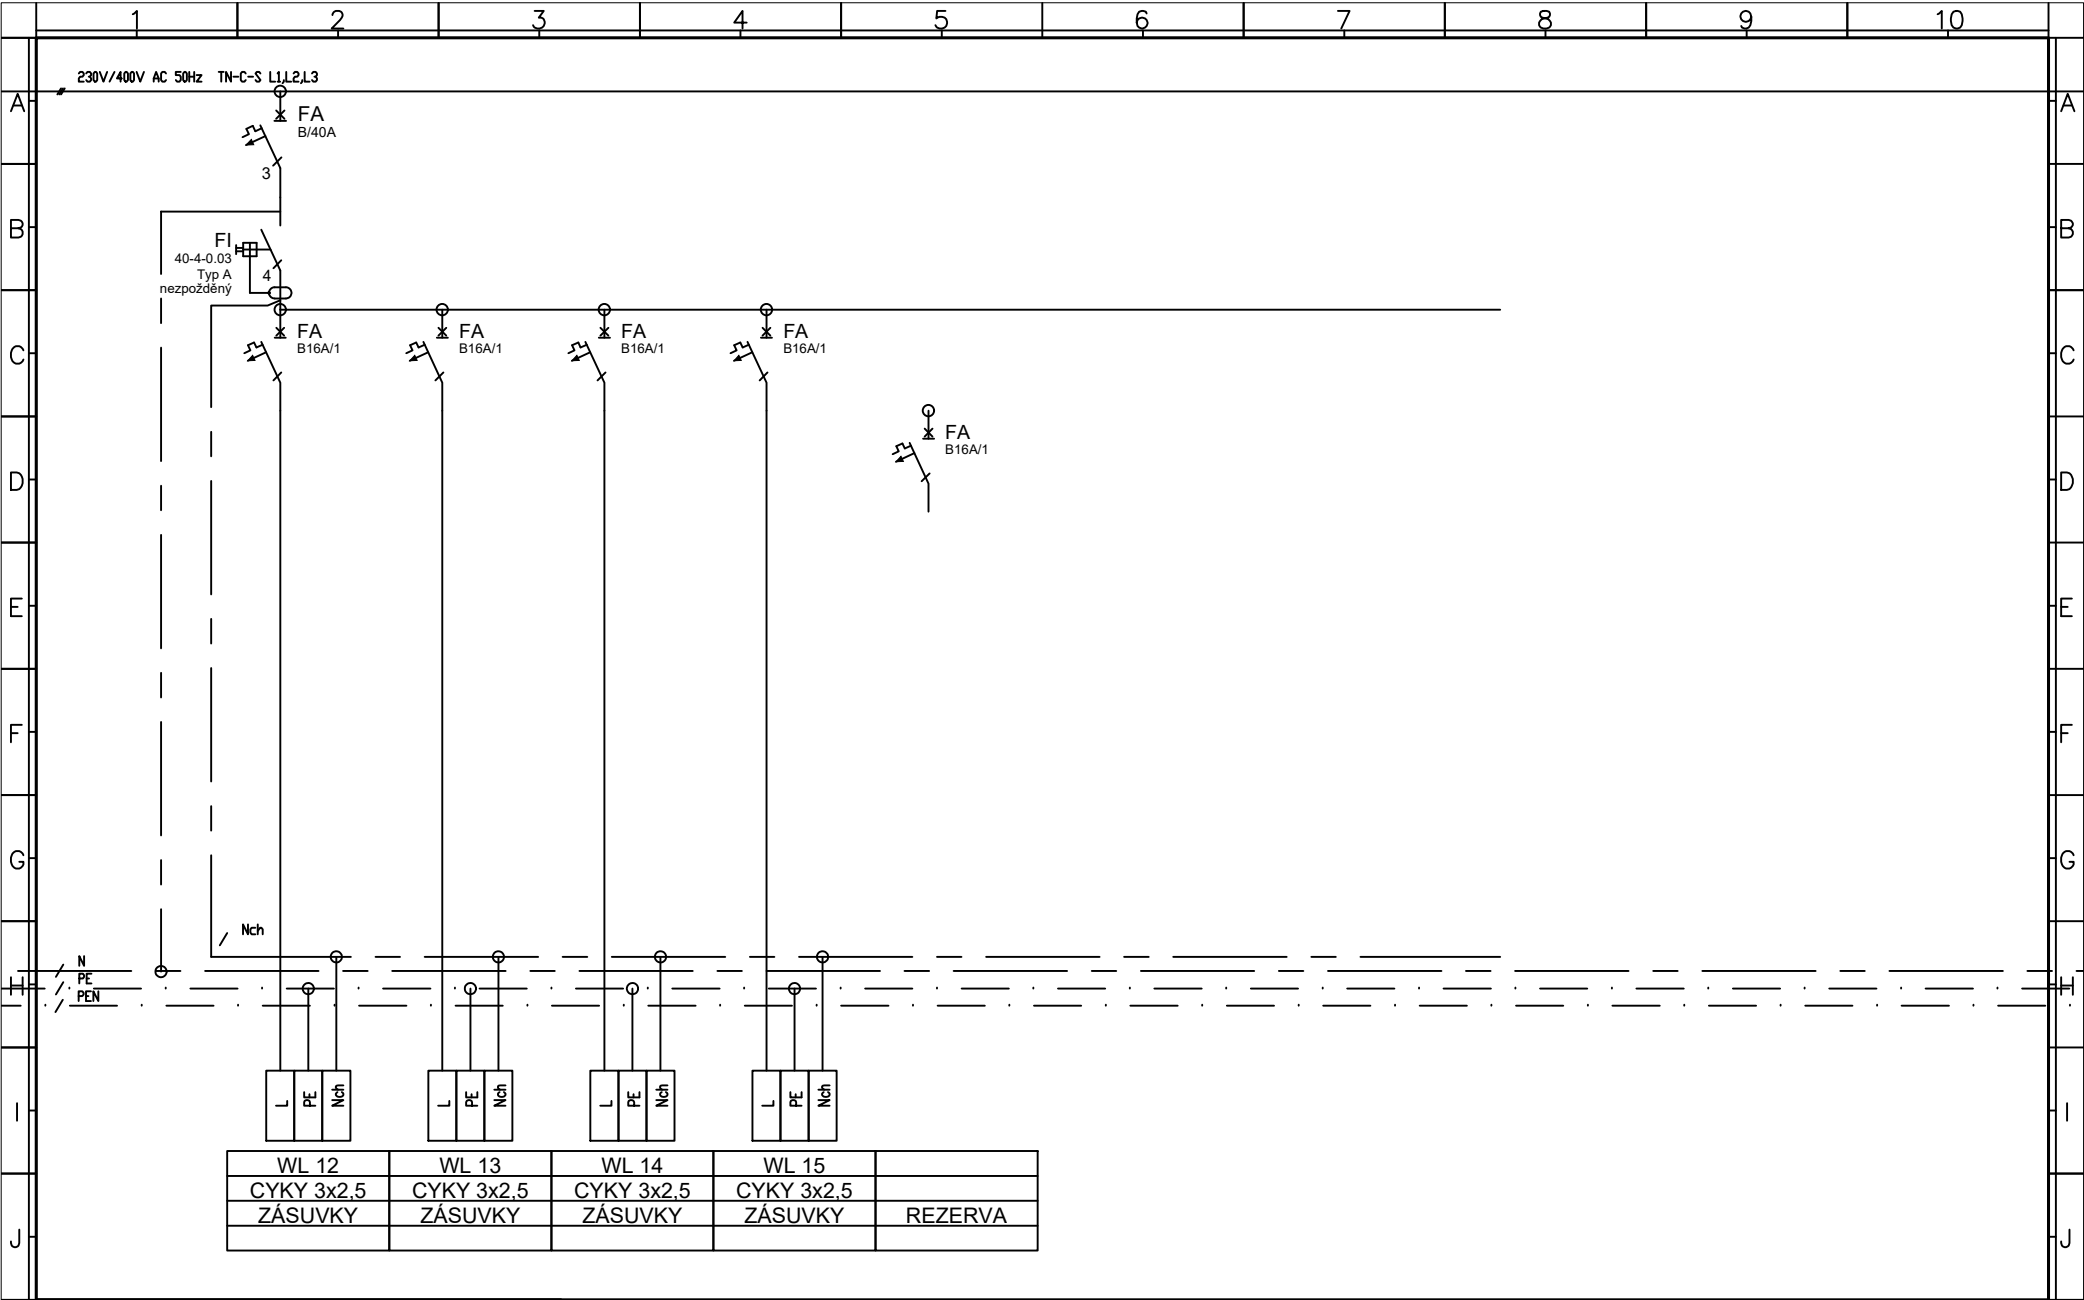 1 2 3 4 5 6 7 8 9 10
230V/400V AC 50Hz TN-C-S L1,L2,L3
A A
FA
B/40A
3
B B
FI
40-4-0.03
Typ A
nezpožděný
4
FA FA FA FA
B16A/1 B16A/1 B16A/1 B16A/1
C C
FA
B16A/1
D D
E E
F F
G G
Nch
N
PE
H H
PEN
L PE Nch L PE Nch L PE Nch L PE Nch
I I
WL 12 WL 13 WL 14 WL 15
CYKY 3x2,5 CYKY 3x2,5 CYKY 3x2,5 CYKY 3x2,5
ZÁSUVKY ZÁSUVKY ZÁSUVKY ZÁSUVKY REZERVA
J J